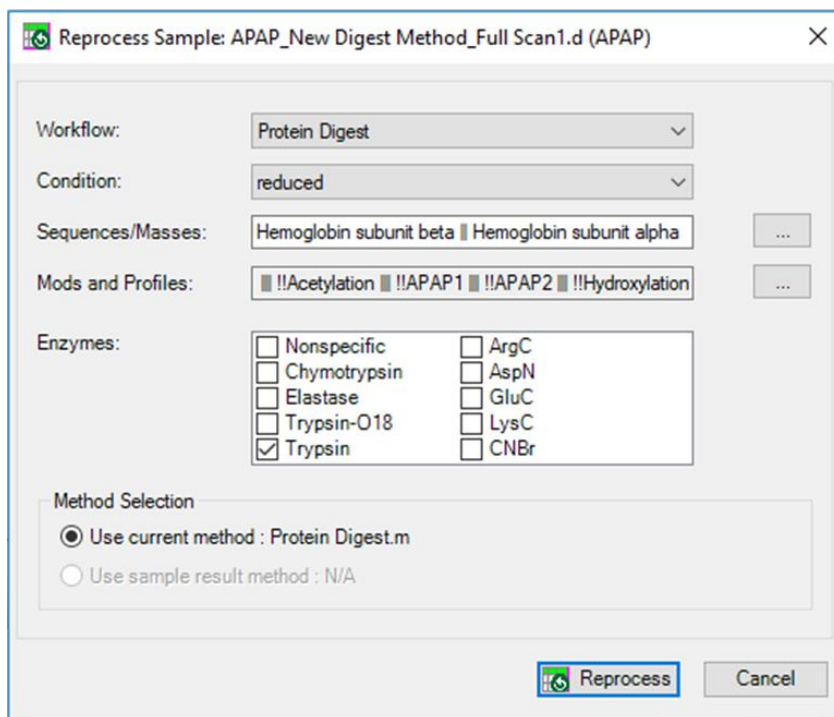 Reprocess Sample: APAP_New Digest Method_Full Scan1.d (APAP)
Workflow: Protein Digest
Condition: reduced
Sequences/Masses: Hemoglobin subunit beta || Hemoglobin subunit alpha ...
Mods and Profiles: || !!Acetylation || !!APAP1 || !!APAP2 || !!Hydroxylation ...
Enzymes: Nonspecific ArgC
Chymotrypsin AspN
Elastase GluC
Trypsin-O18 LysC
Trypsin CNBr
Method Selection
Use current method : Protein Digest.m
Use sample result method : N/A
Reprocess Cancel